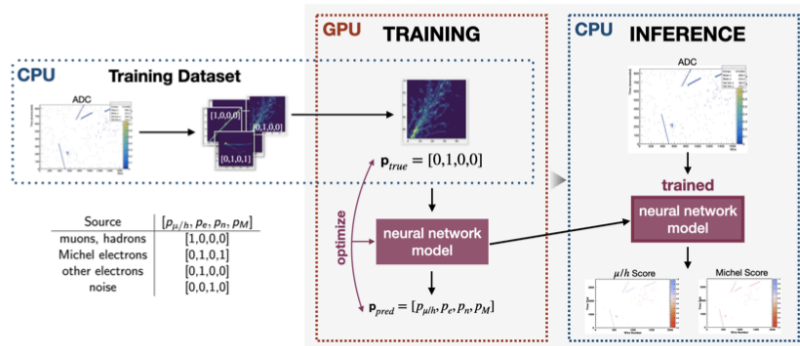 GPU TRAINING
CPU INFERENCE
CPU Training Dataset
ADC
ADC
[1,0,0,0]
[0,1,0,0]
[0,1,0,1]
p_true = [0,1,0,0]
trained
neural network
model
neural network
model
optimize
Source [p_μ/h, p_e, p_n, p_M]
muons, hadrons [1,0,0,0]
Michel electrons [0,1,0,1]
other electrons [0,1,0,0]
noise [0,0,1,0]
p_pred = [p_μ/h, p_e, p_n, p_M]
μ/h Score
Michel Score